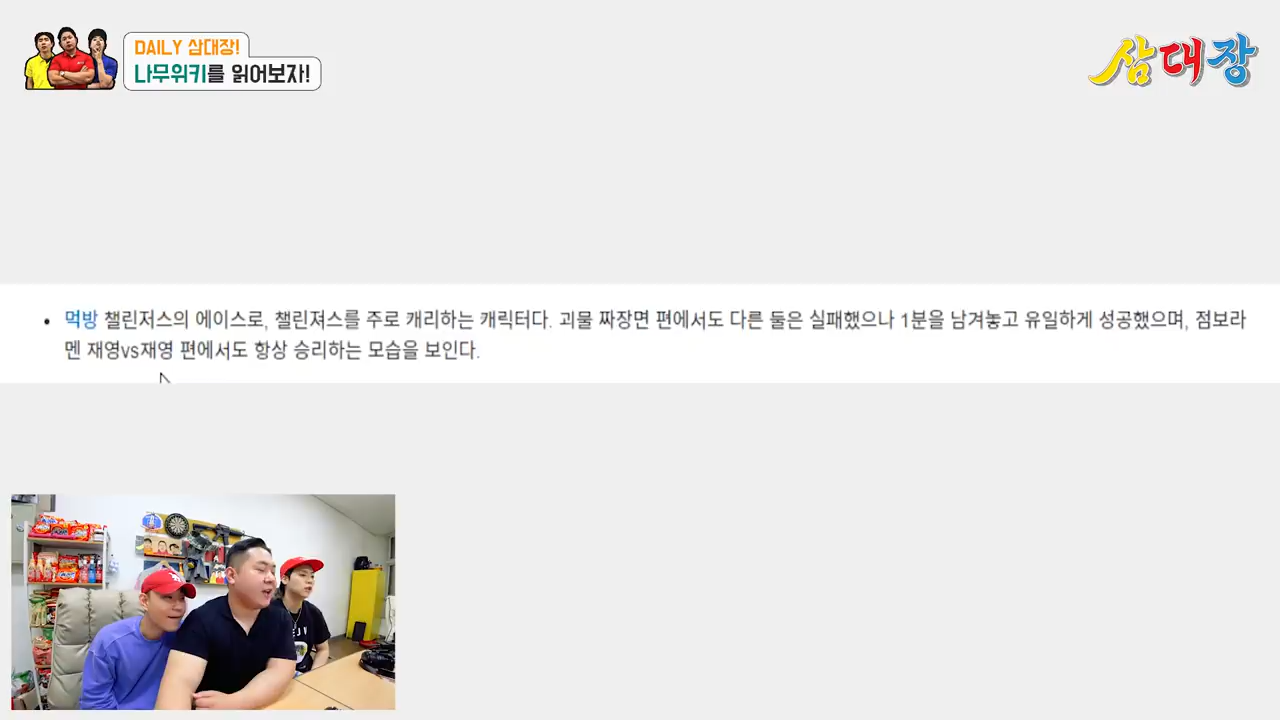 DAILY 삼대장!
나무위키를 읽어보자!
삼대장
• 먹방 챌린저스의 에이스로, 챌린져스를 주로 캐리하는 캐릭터다. 괴물 짜장면 편에서도 다른 둘은 실패했으나 1분을 남겨놓고 유일하게 성공했으며, 점보라
멘 재영vs재영 편에서도 항상 승리하는 모습을 보인다.